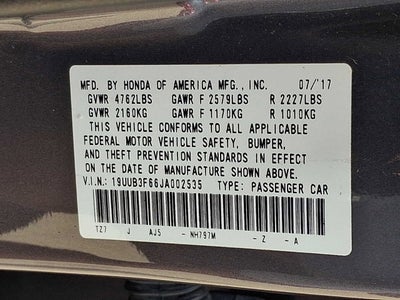 MFD. BY HONDA OF AMERICA MFG., INC. 07/'17
GVWR 4762LBS GAWR F 2579LBS R 2227LBS
GVWR 2160KG GAWR F 1170KG R 1010KG
THIS VEHICLE CONFORMS TO ALL APPLICABLE
FEDERAL MOTOR VEHICLE SAFETY, BUMPER,
AND THEFT PREVENTION STANDARDS IN EFFECT
ON THE DATE OF MANUFACTURE SHOWN ABOVE.
V.I.N.: 19UUB3F66JA002535 TYPE: PASSENGER CAR
TZ7 J AJ5 - NH797M - Z - A